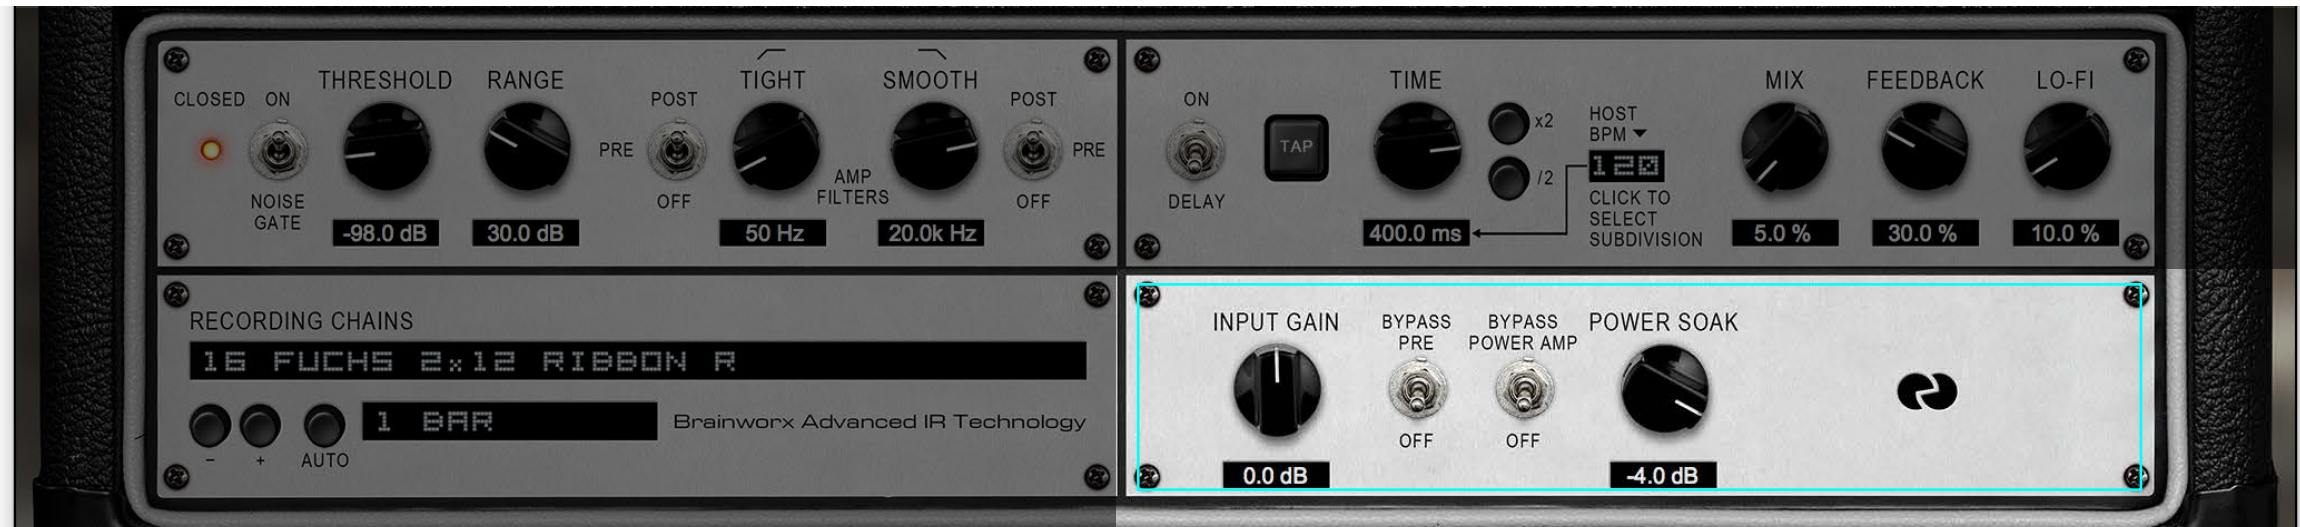 THRESHOLD RANGE TIGHT SMOOTH
CLOSED ON POST POST
PRE PRE
AMP
FILTERS
NOISE
GATE
OFF OFF
-98.0 dB 30.0 dB 50 Hz 20.0k Hz
TIME MIX FEEDBACK LO-FI
ON
x2
HOST
BPM
TAP
120
/2
DELAY
CLICK TO
SELECT
SUBDIVISION
400.0 ms 5.0 % 30.0 % 10.0 %
RECORDING CHAINS
16 FUCHS 2x12 RIBBON R
1 BAR
Brainworx Advanced IR Technology
- + AUTO
INPUT GAIN BYPASS BYPASS POWER SOAK
PRE POWER AMP
OFF OFF
0.0 dB -4.0 dB